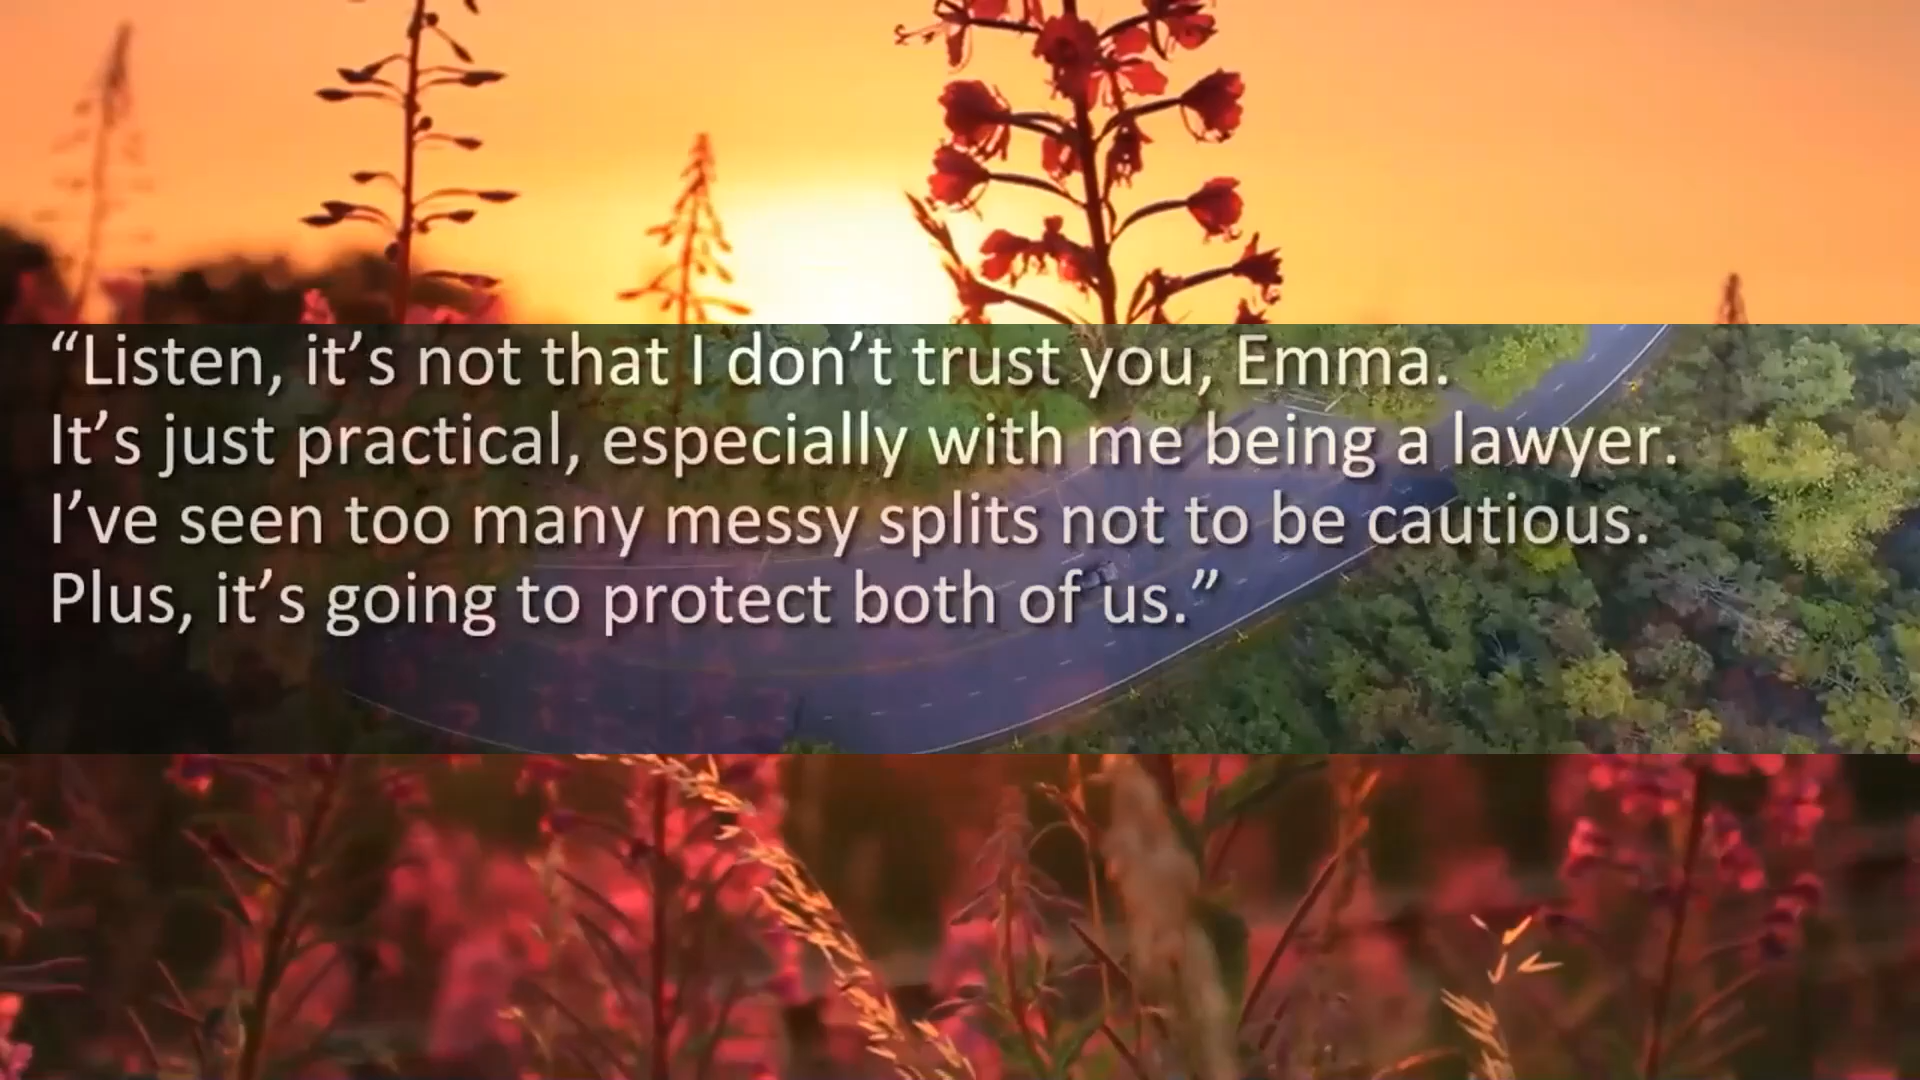 “Listen, it’s not that I don’t trust you, Emma.
It’s just practical, especially with me being a lawyer.
I’ve seen too many messy splits not to be cautious.
Plus, it’s going to protect both of us.”